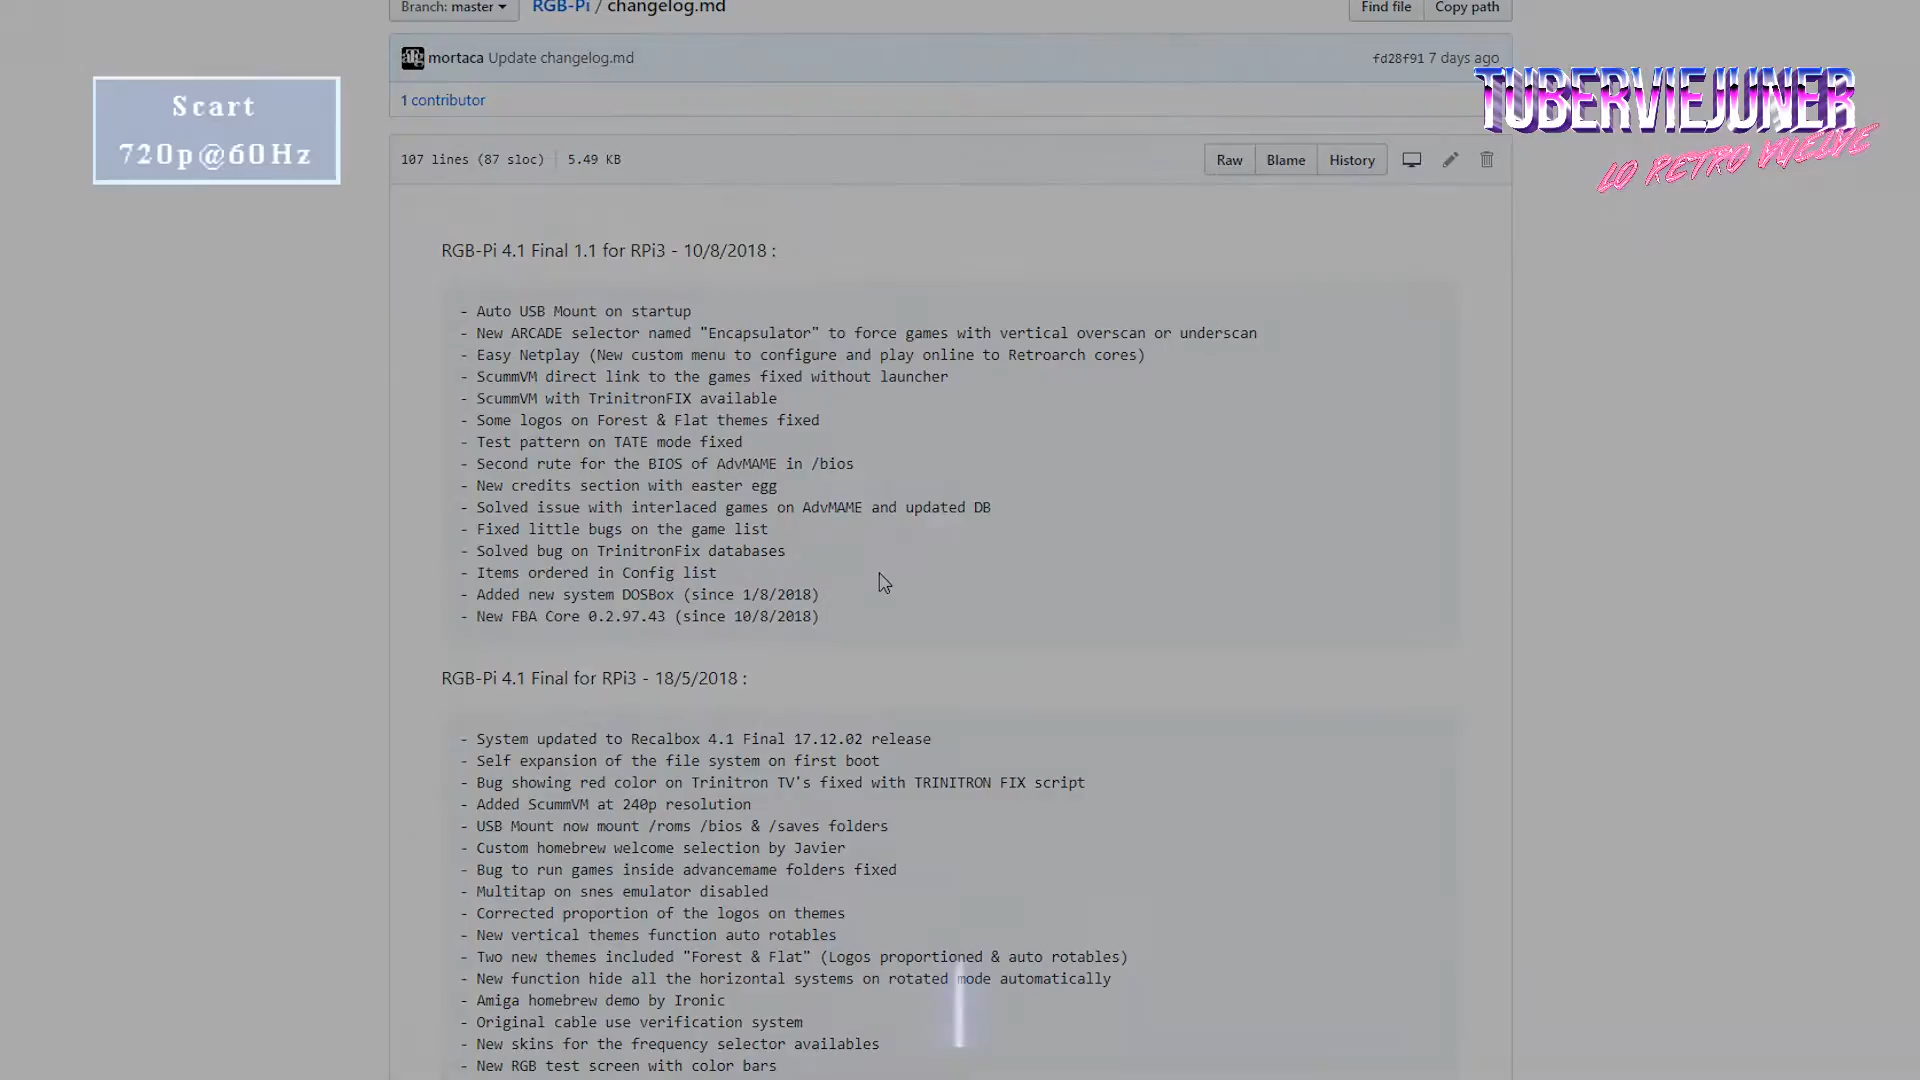 Branch: master
RGB-Pi / changelog.md
Find file
Copy path
mortaca Update changelog.md
fd28f91 7 days ago
1 contributor
Scart
720p@60Hz
TUBERVIEJUNER
LO RETRO VUELVE
107 lines (87 sloc)
5.49 KB
Raw
Blame
History
RGB-Pi 4.1 Final 1.1 for RPi3 - 10/8/2018 :
- Auto USB Mount on startup
- New ARCADE selector named "Encapsulator" to force games with vertical overscan or underscan
- Easy Netplay (New custom menu to configure and play online to Retroarch cores)
- ScummVM direct link to the games fixed without launcher
- ScummVM with TrinitronFIX available
- Some logos on Forest & Flat themes fixed
- Test pattern on TATE mode fixed
- Second rute for the BIOS of AdvMAME in /bios
- New credits section with easter egg
- Solved issue with interlaced games on AdvMAME and updated DB
- Fixed little bugs on the game list
- Solved bug on TrinitronFix databases
- Items ordered in Config list
- Added new system DOSBox (since 1/8/2018)
- New FBA Core 0.2.97.43 (since 10/8/2018)
RGB-Pi 4.1 Final for RPi3 - 18/5/2018 :
- System updated to Recalbox 4.1 Final 17.12.02 release
- Self expansion of the file system on first boot
- Bug showing red color on Trinitron TV's fixed with TRINITRON FIX script
- Added ScummVM at 240p resolution
- USB Mount now mount /roms /bios & /saves folders
- Custom homebrew welcome selection by Javier
- Bug to run games inside advancemame folders fixed
- Multitap on snes emulator disabled
- Corrected proportion of the logos on themes
- New vertical themes function auto rotables
- Two new themes included "Forest & Flat" (Logos proportioned & auto rotables)
- New function hide all the horizontal systems on rotated mode automatically
- Amiga homebrew demo by Ironic
- Original cable use verification system
- New skins for the frequency selector availables
- New RGB test screen with color bars